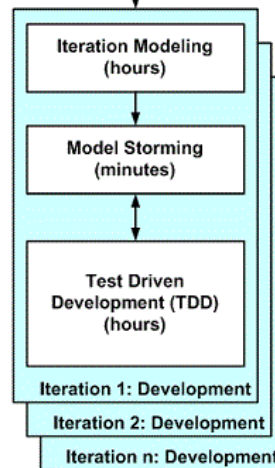 Iteration Modeling
(hours)
Model Storming
(minutes)
Test Driven
Development (TDD)
(hours)
Iteration 1: Development
Iteration 2: Development
Iteration n: Development